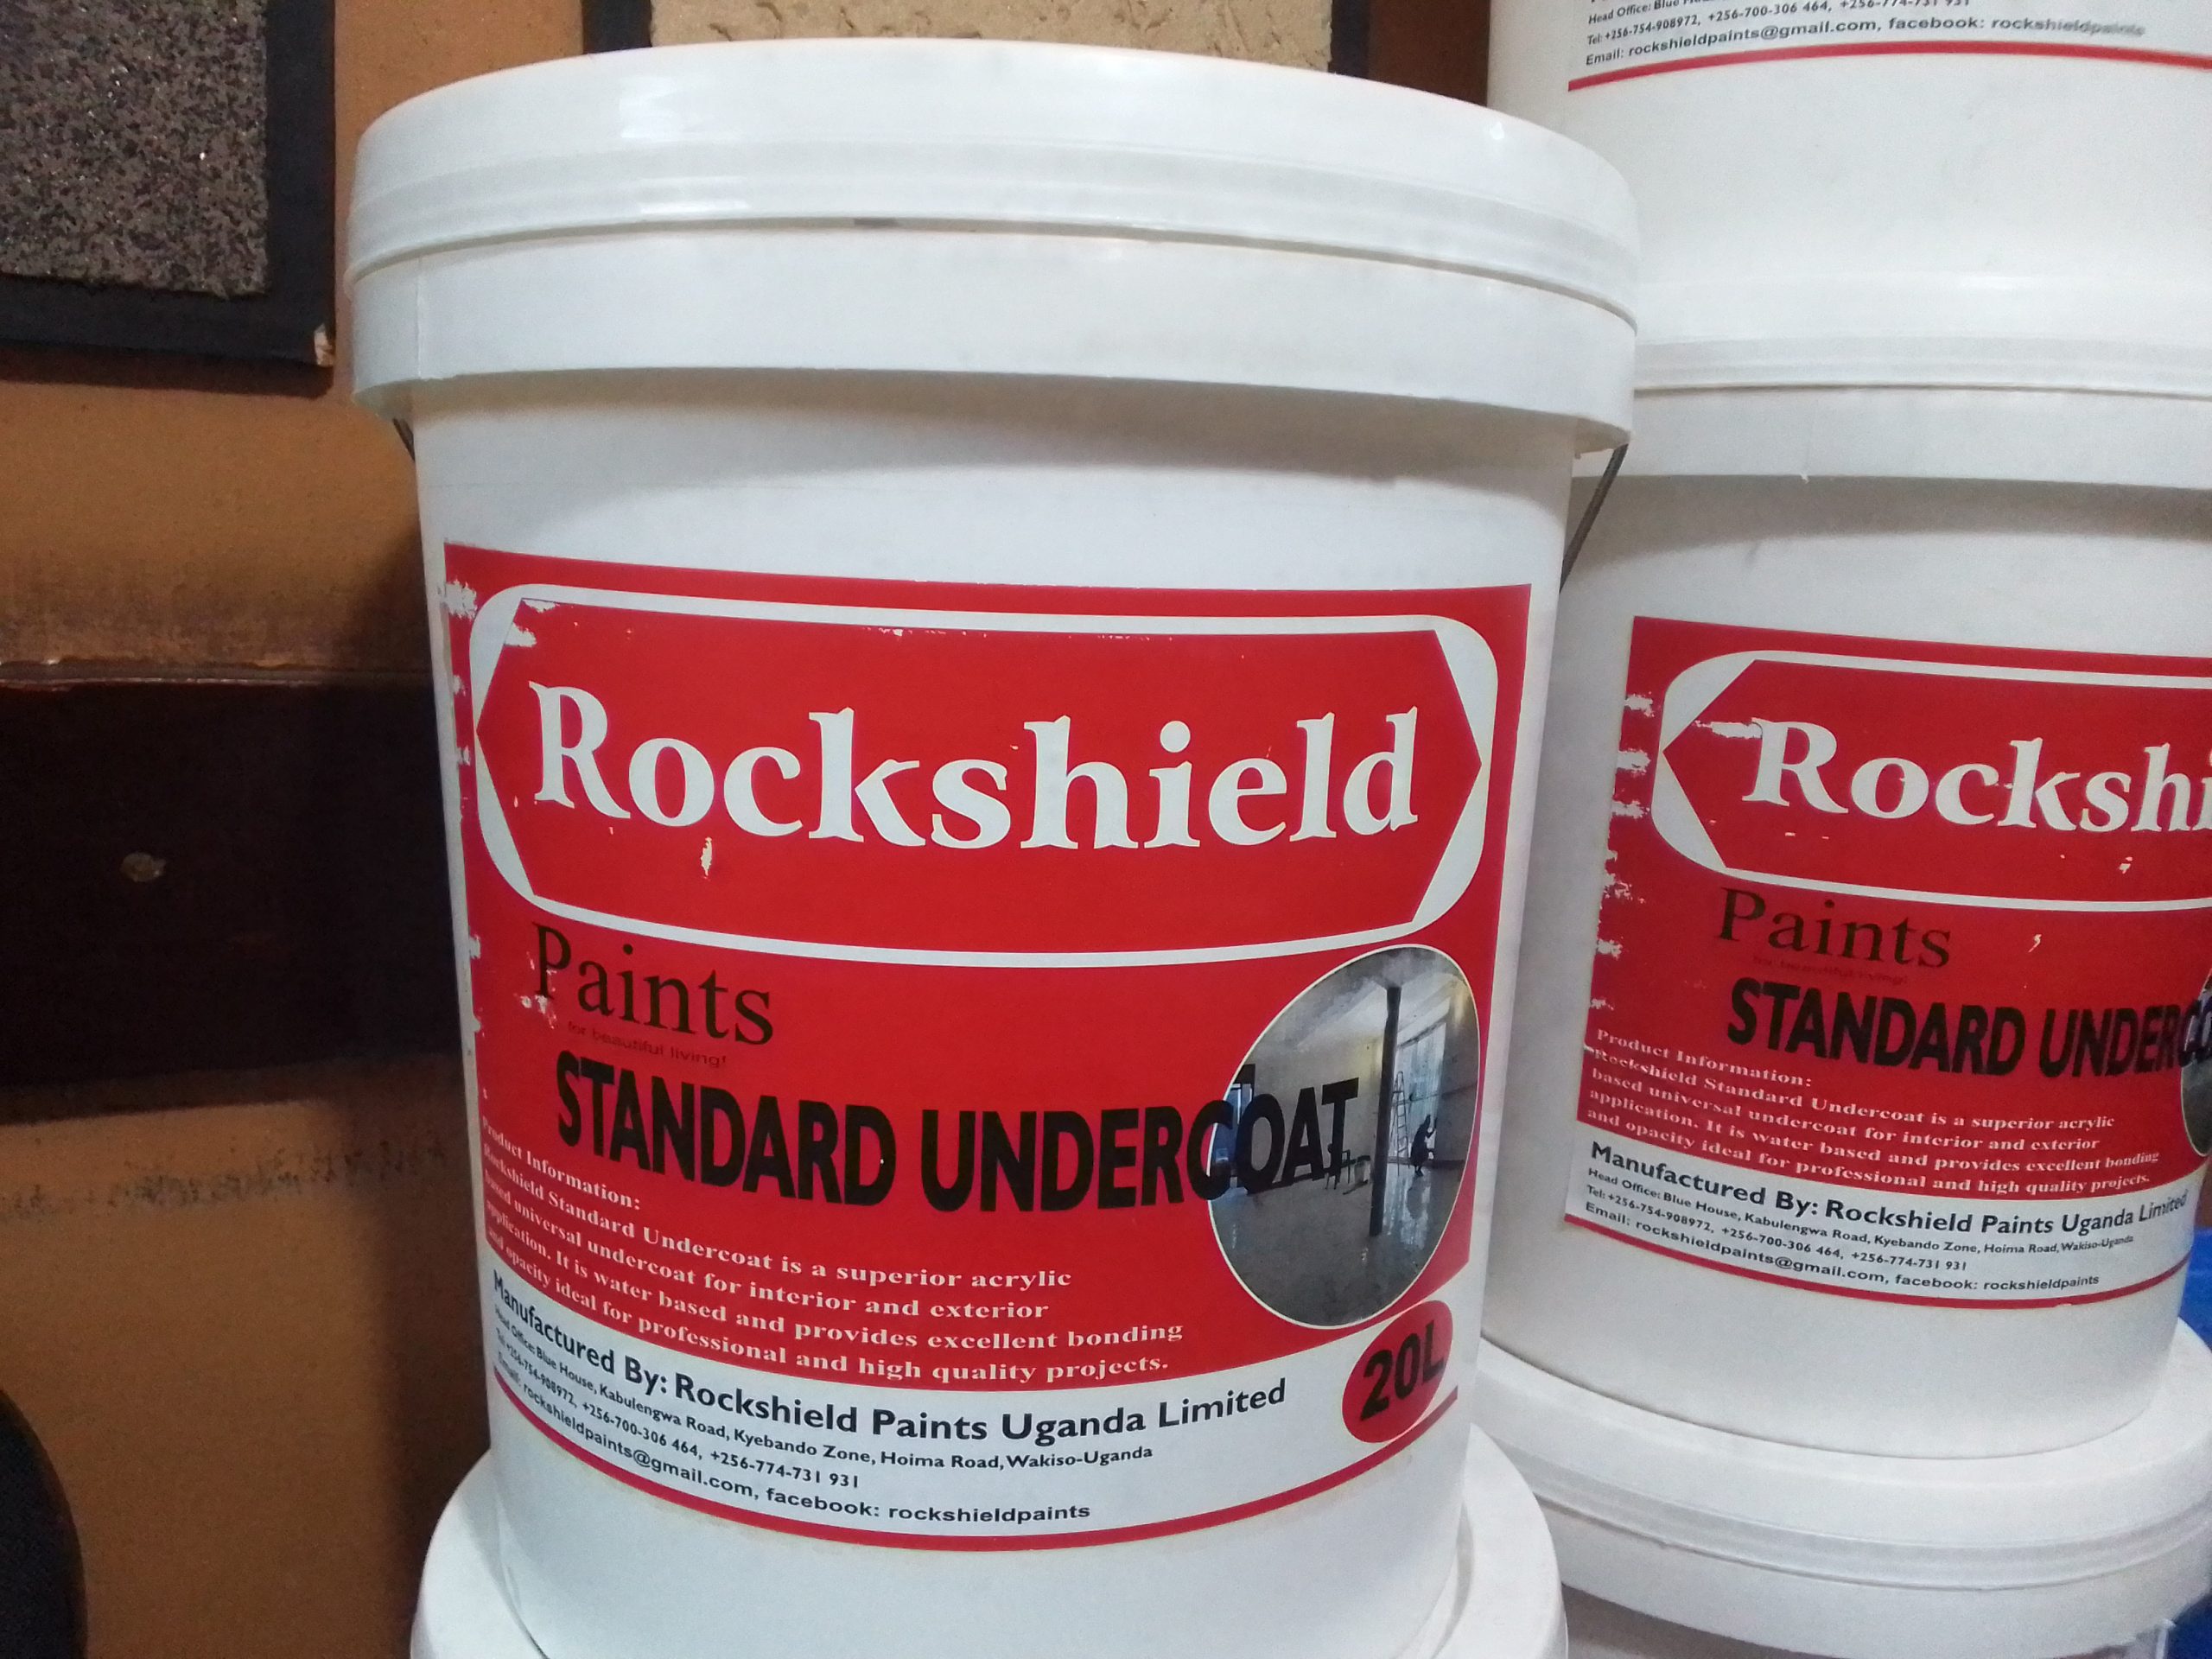 Rockshield
Paints
for beautiful living!
STANDARD UNDERCOAT
Product Information:
Rockshield Standard Undercoat is a superior acrylic
based universal undercoat for interior and exterior
application. It is water based and provides excellent bonding
and opacity ideal for professional and high quality projects.
20L
Manufactured By: Rockshield Paints Uganda Limited
Head Office: Blue House, Kabulengwa Road, Kyebando Zone, Hoima Road, Wakiso-Uganda
Tel: +256-754-908972, +256-700-306 464, +256-774-731 931
Email: rockshieldpaints@gmail.com, facebook: rockshieldpaints
Head Office: Blue
Tel: +256-754-908972, +256-700-306 464, +256-774-731 931
Email: rockshieldpaints@gmail.com, facebook: rockshieldpaints
Rockshi
Paints
for beautiful living!
STANDARD UNDERCO
Product Information:
Rockshield Standard Undercoat is a superior acrylic
based universal undercoat for interior and exterior
application. It is water based and provides excellent bonding
and opacity ideal for professional and high quality projects.
Manufactured By: Rockshield Paints Uganda Limited
Head Office: Blue House, Kabulengwa Road, Kyebando Zone, Hoima Road, Wakiso-Uganda
Tel: +256-754-908972, +256-700-306 464, +256-774-731 931
Email: rockshieldpaints@gmail.com, facebook: rockshieldpaints